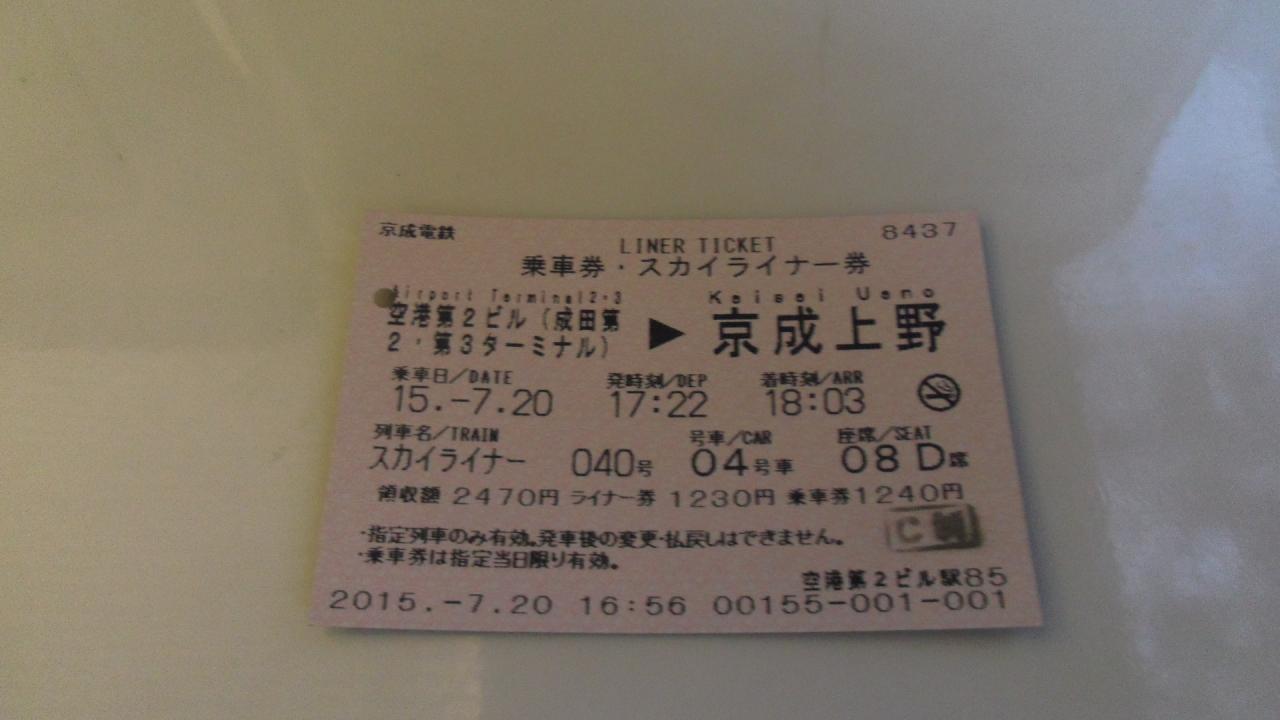 京成電鉄 8437
LINER TICKET
乗車券・スカイライナー券
Airport Terminal2・3 Keisei Ueno
空港第2ビル(成田第2・第3ターミナル) ▶ 京成上野
乗車日/DATE 発時刻/DEP 着時刻/ARR
15.-7.20 17:22 18:03
列車名/TRAIN 号車/CAR 座席/SEAT
スカイライナー 040号 04号車 08D席
領収額 2470円 ライナー券 1230円 乗車券1240円
・指定列車のみ有効。発車後の変更・払戻しはできません。
・乗車券は指定当日限り有効。
C制
空港第2ビル駅85
2015.-7.20 16:56 00155-001-001